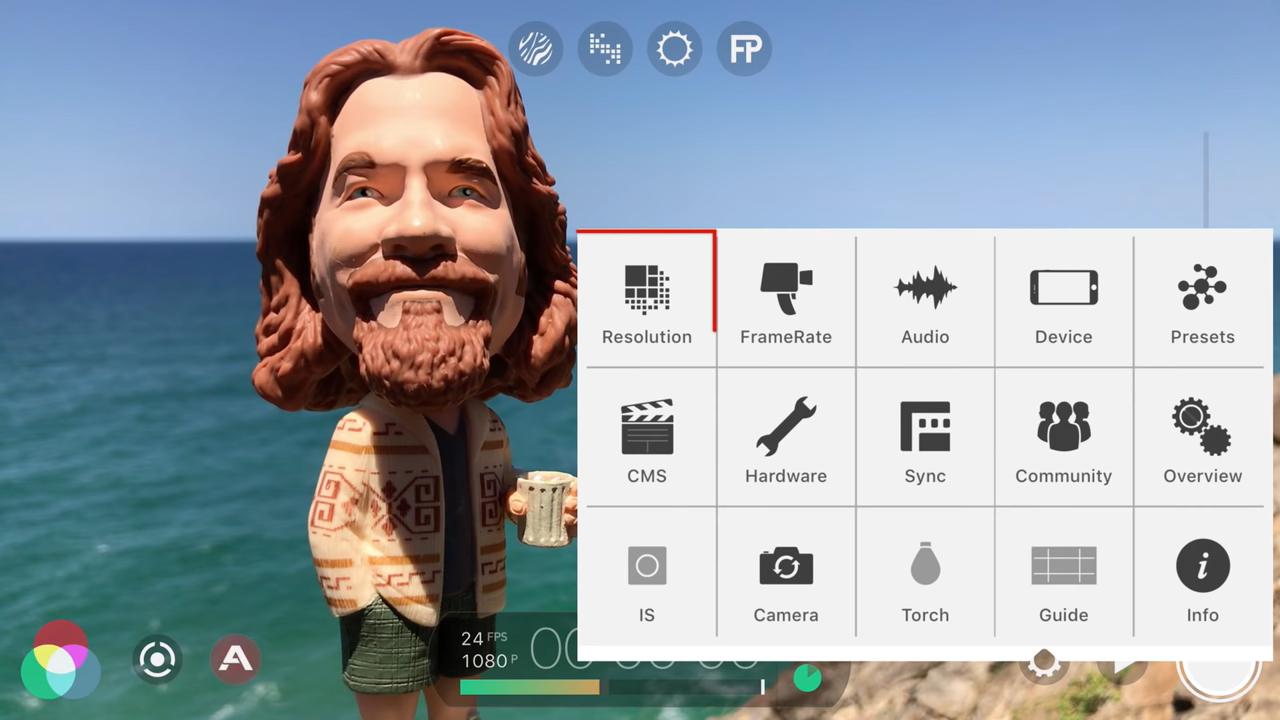 FP
Resolution
FrameRate
Audio
Device
Presets
CMS
Hardware
Sync
Community
Overview
IS
Camera
Torch
Guide
Info
24 FPS
1080 P
A